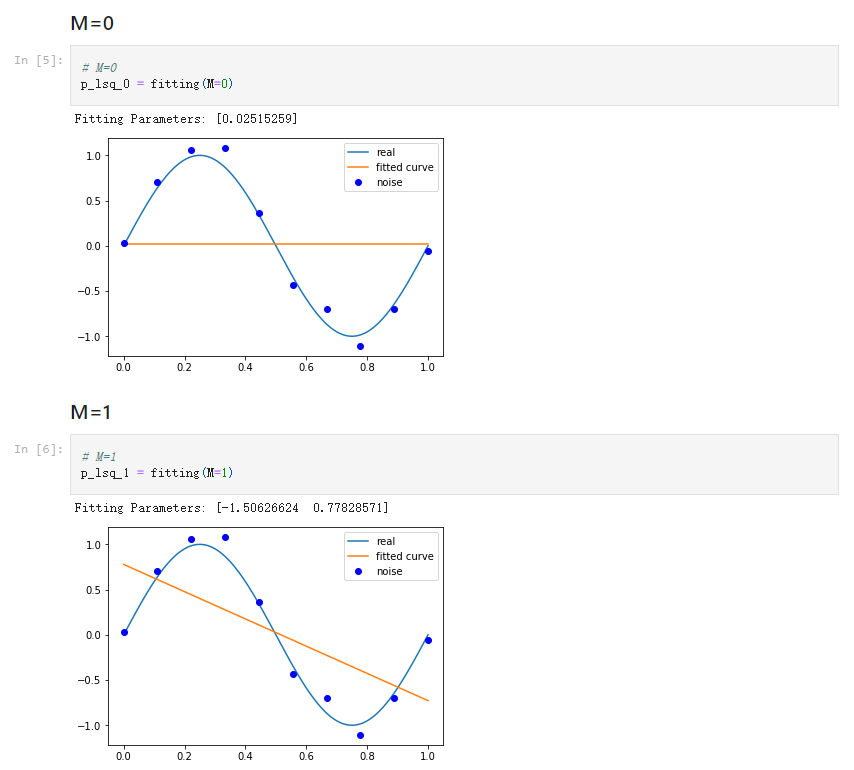 M=0
In [5]:
# M=0
p_lsq_0 = fitting(M=0)
Fitting Parameters: [0.02515259]
real
fitted curve
noise
1.0
0.5
0.0
−0.5
−1.0
0.0 0.2 0.4 0.6 0.8 1.0
M=1
In [6]:
# M=1
p_lsq_1 = fitting(M=1)
Fitting Parameters: [-1.50626624  0.77828571]
real
fitted curve
noise
1.0
0.5
0.0
−0.5
−1.0
0.0 0.2 0.4 0.6 0.8 1.0